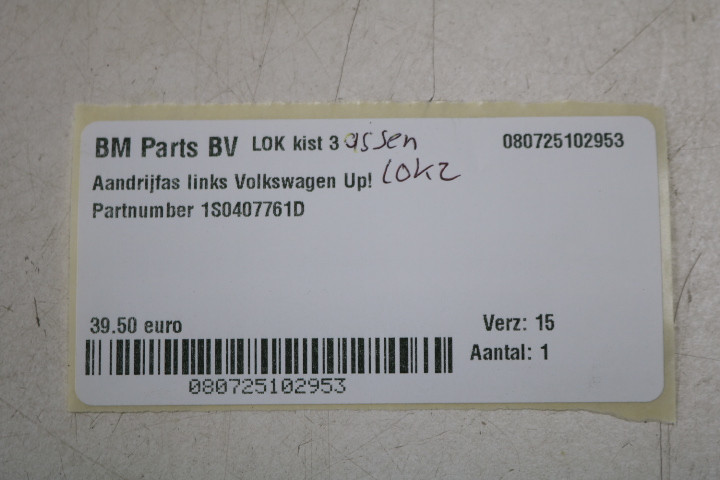 BM Parts BV LOK kist 3 assen 080725102953
Aandrijfas links Volkswagen Up! LOK2
Partnumber 1S0407761D
39.50 euro Verz: 15
Aantal: 1
080725102953